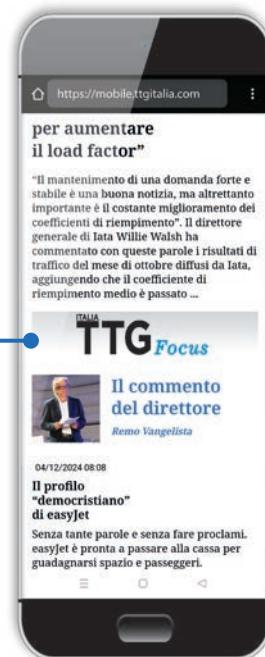 https://mobile.ttgitalia.com
per aumentare
il load factor”
“Il mantenimento di una domanda forte e
stabile è una buona notizia, ma altrettanto
importante è il costante miglioramento dei
coefficienti di riempimento”. Il direttore
generale di Iata Willie Walsh ha
commentato con queste parole i risultati di
traffico del mese di ottobre diffusi da Iata,
aggiungendo che il coefficiente di
riempimento medio è passato ...
ITALIA
TTG Focus
Il commento
del direttore
Remo Vangelista
04/12/2024 08:08
Il profilo
“democristiano”
di easyJet
Senza tante parole e senza fare proclami.
easyJet è pronta a passare alla cassa per
guadagnarsi spazio e passeggeri.